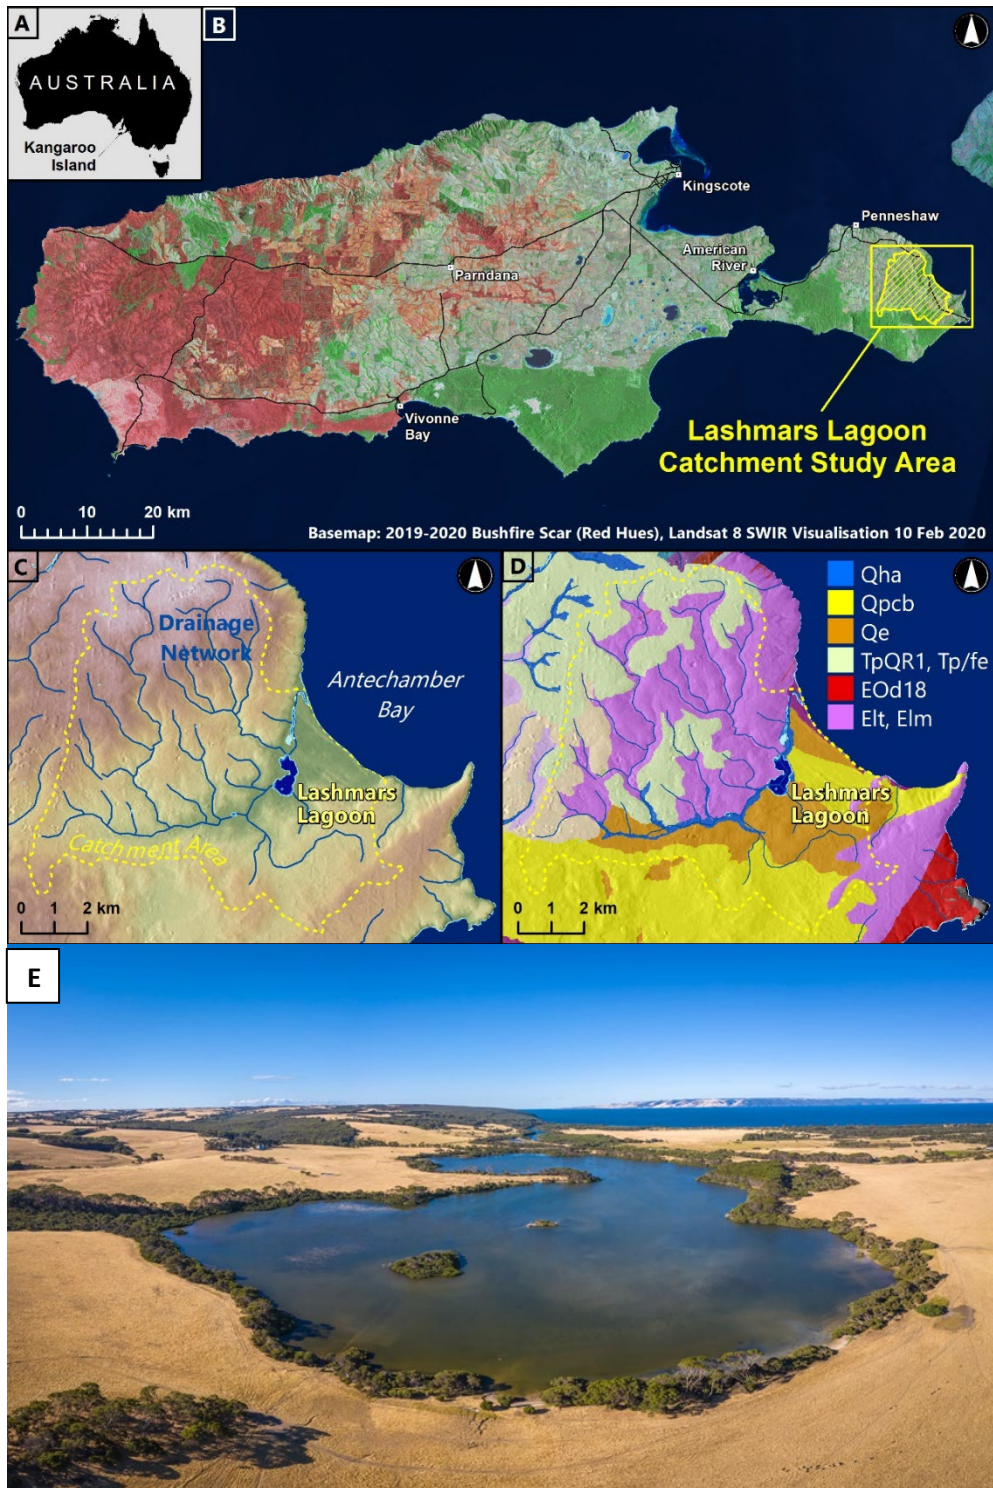 A
AUSTRALIA
Kangaroo
Island
B
Kingscote
Penneshaw
American
River
Parndana
Vivonne
Bay
Lashmars Lagoon
Catchment Study Area
0 10 20 km
Basemap: 2019-2020 Bushfire Scar (Red Hues), Landsat 8 SWIR Visualisation 10 Feb 2020
C
Drainage
Network
Antechamber
Bay
Lashmars
Lagoon
Catchment Area
0 1 2 km
D
Qha
Qpcb
Qe
TpQR1, Tp/fe
EOd18
Elt, Elm
Lashmars
Lagoon
0 1 2 km
E